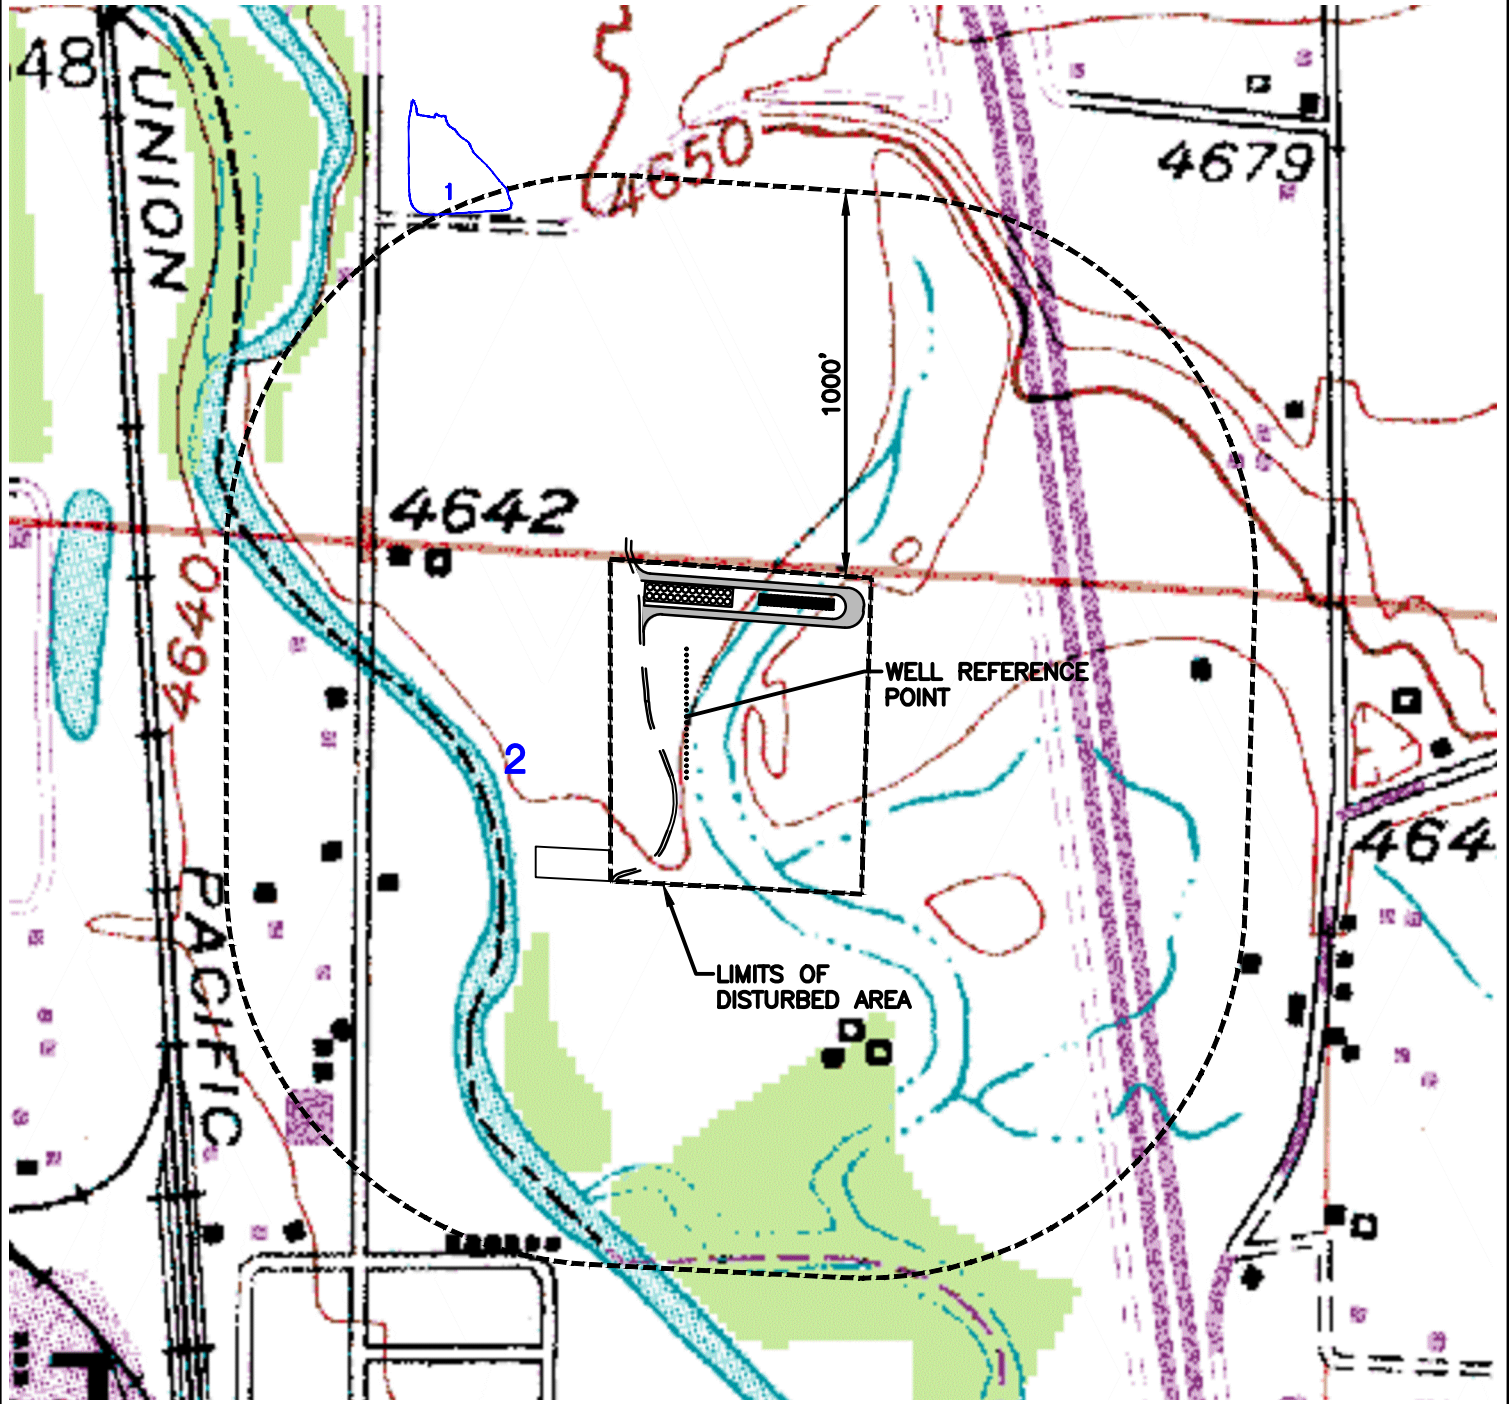 48
UNION
1
4650
4679
1000'
4642
4640
WELL REFERENCE
POINT
2
464
PACIFIC
LIMITS OF
DISTURBED AREA
T